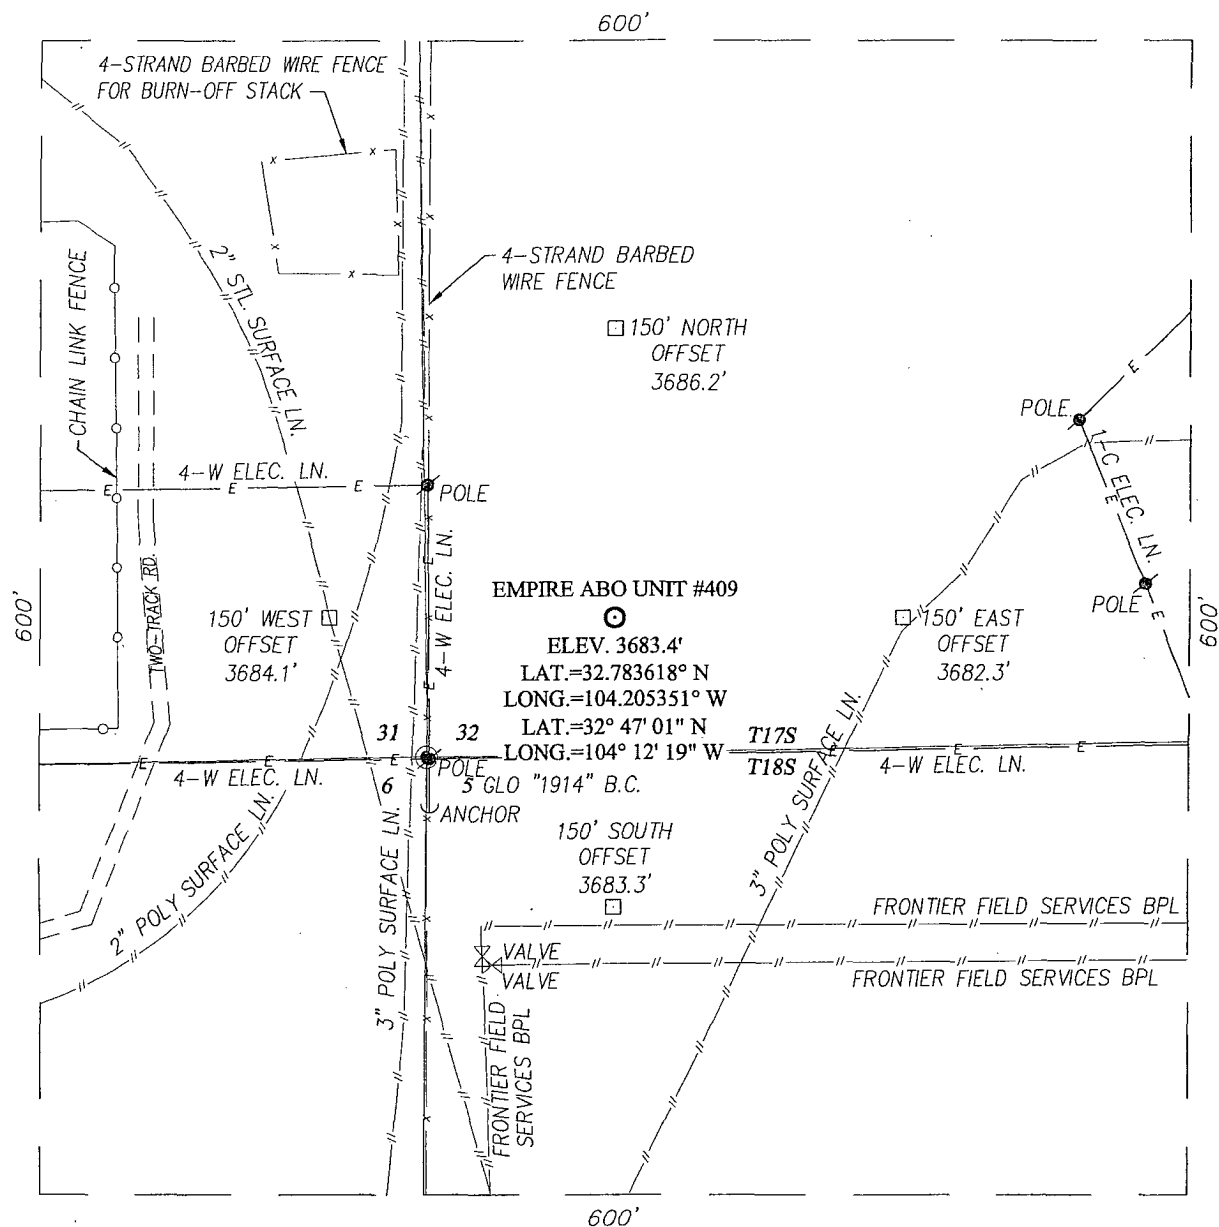 600'
4-STRAND BARBED WIRE FENCE
FOR BURN-OFF STACK
4-STRAND BARBED
WIRE FENCE
2" STL. SURFACE LN.
CHAIN LINK FENCE
150' NORTH
OFFSET
3686.2'
POLE
1-C ELEC. LN.
POLE
4-W ELEC. LN.
POLE
4-W ELEC. LN.
TWO-TRACK RD.
600'
600'
150' WEST
OFFSET
3684.1'
EMPIRE ABO UNIT #409
ELEV. 3683.4'
LAT.=32.783618° N
LONG.=104.205351° W
LAT.=32° 47' 01" N
LONG.=104° 12' 19" W
150' EAST
OFFSET
3682.3'
31
32
T17S
T18S
4-W ELEC. LN.
POLE
4-W ELEC. LN.
6
5
GLO "1914" B.C.
ANCHOR
150' SOUTH
OFFSET
3683.3'
2" POLY SURFACE LN.
3" POLY SURFACE LN.
3" POLY SURFACE LN.
FRONTIER FIELD SERVICES BPL
VALVE
VALVE
FRONTIER FIELD SERVICES BPL
FRONTIER FIELD
SERVICES BPL
600'